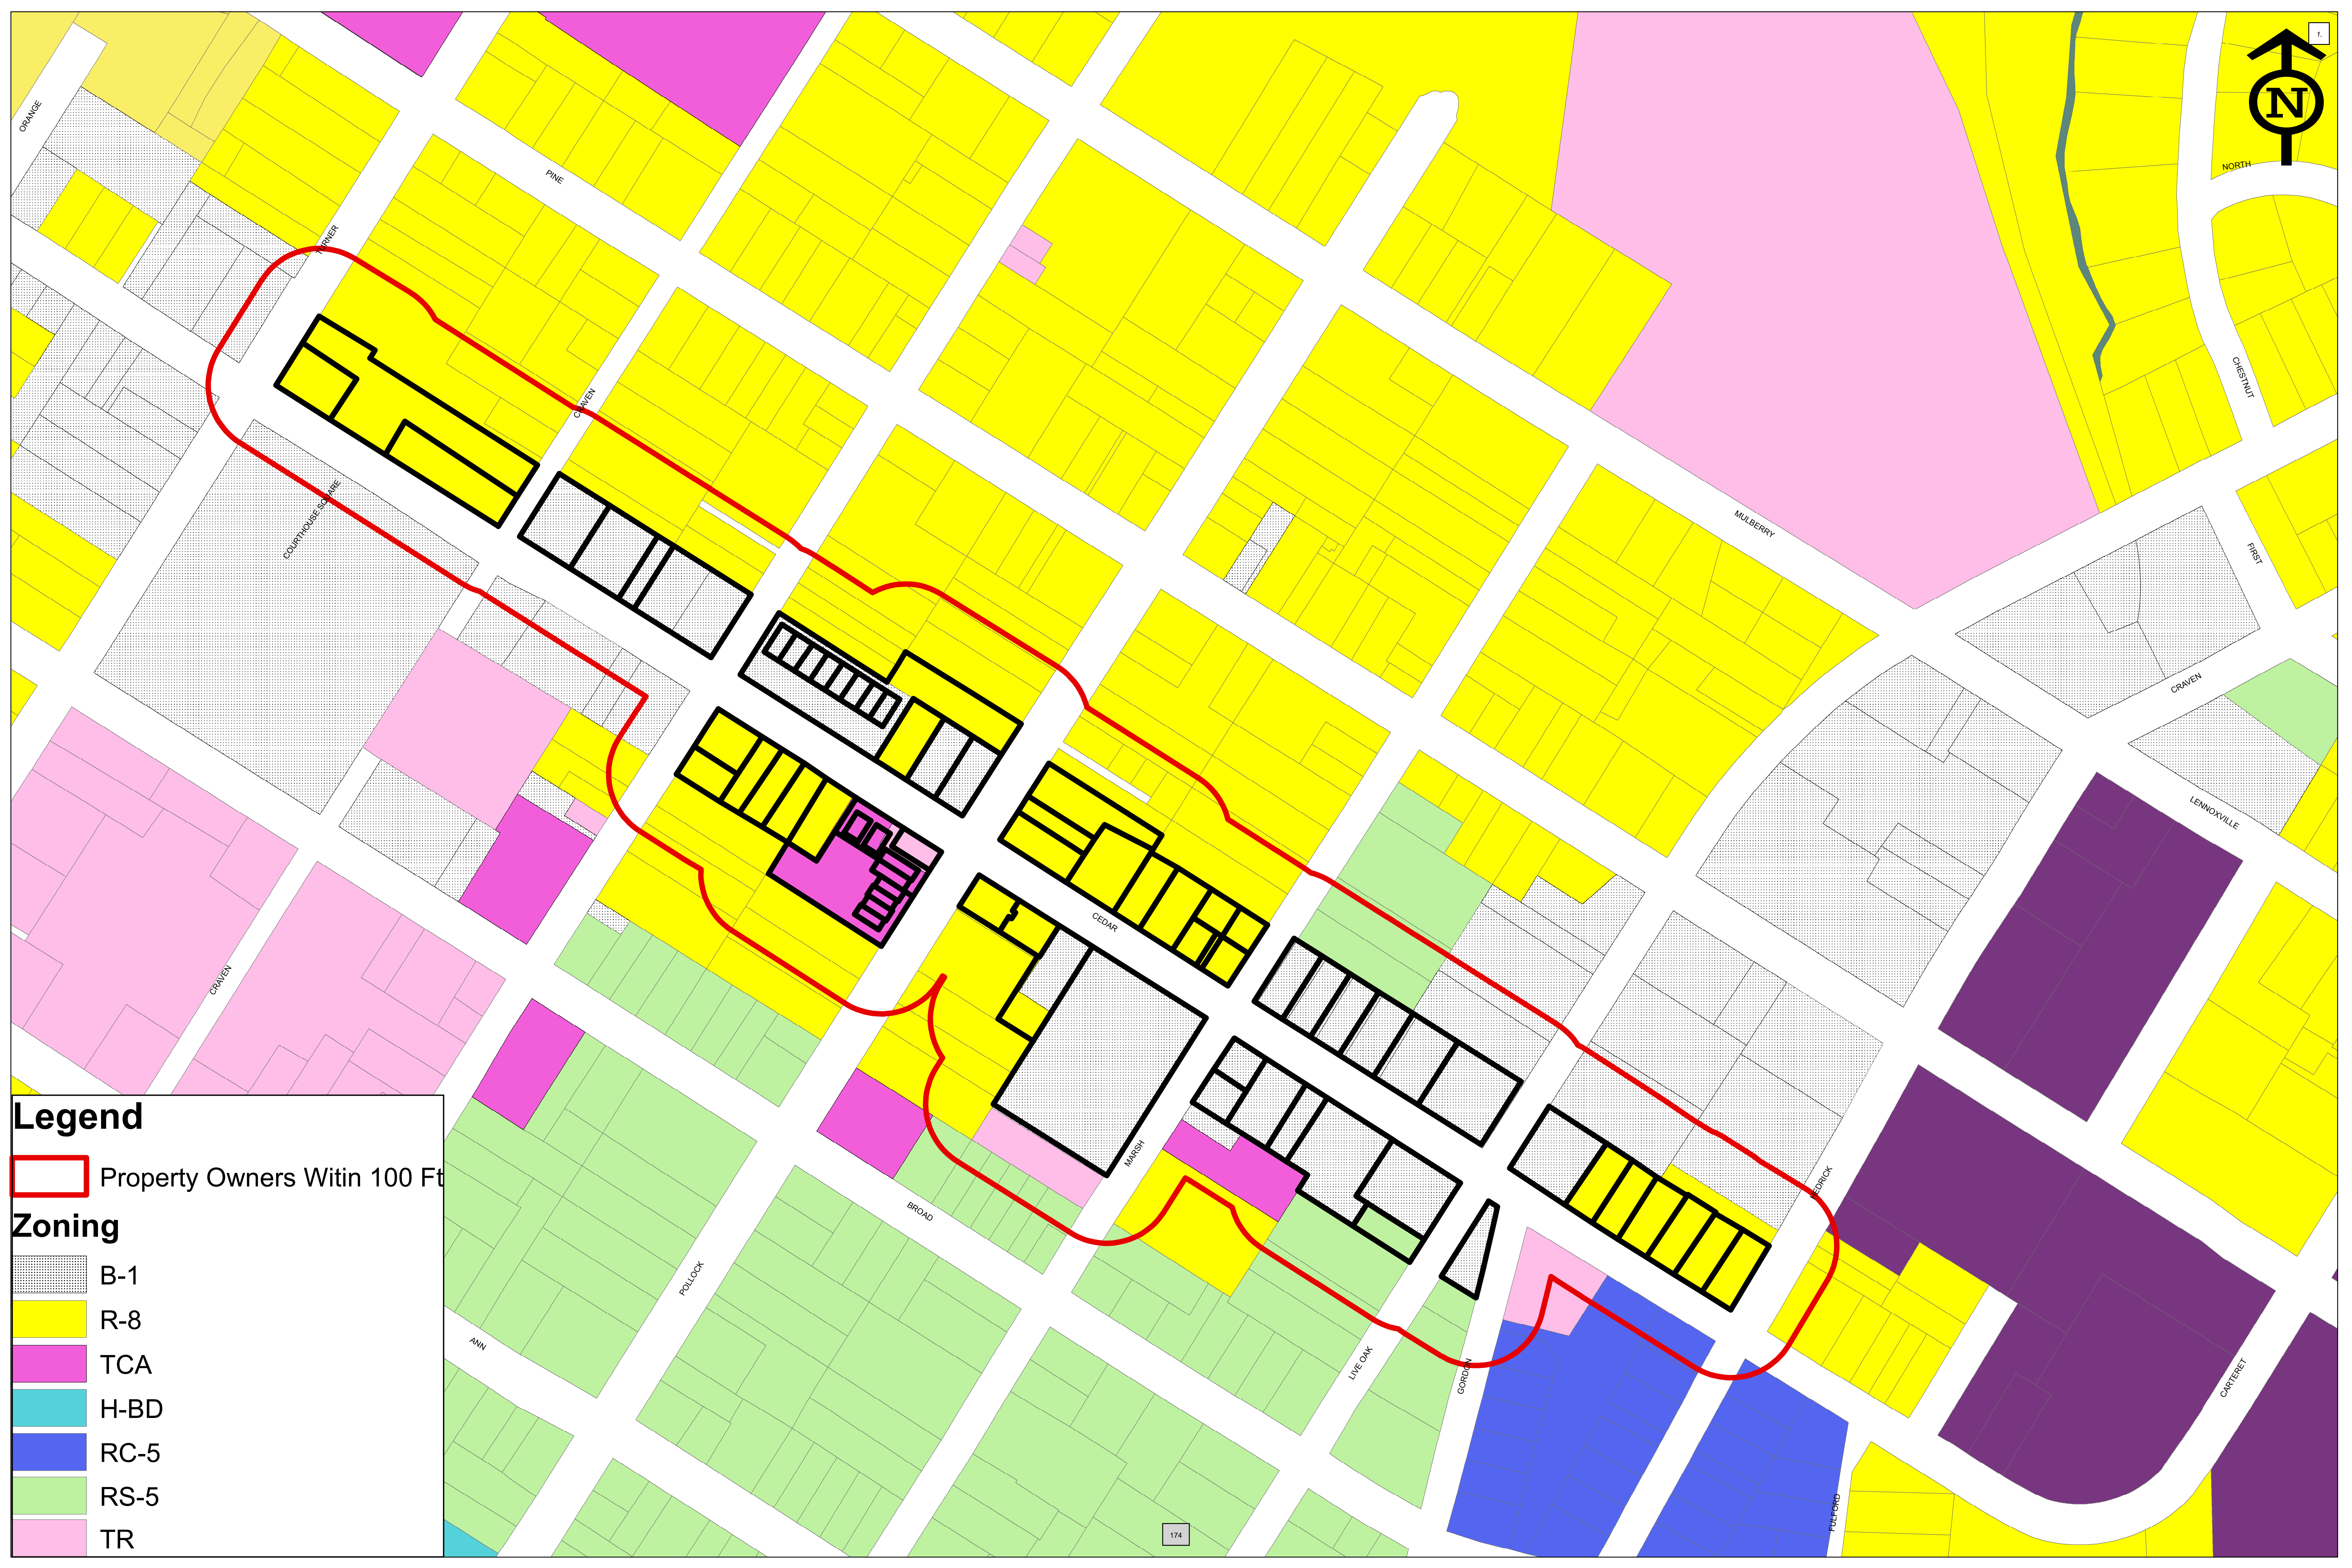 f.
N
ORANGE
NORTH
PINE
TURNER
CHESTNUT
CRAVEN
COURTHOUSE SQUARE
MULBERRY
FIRST
CRAVEN
LENNOXVILLE
CEDAR
CRAVEN
MARSH
HEDRICK
BROAD
POLLOCK
ANN
LIVE OAK
GORDON
CARTERET
FULFORD
174
Legend
Property Owners Witin 100 Ft
Zoning
B-1
R-8
TCA
H-BD
RC-5
RS-5
TR